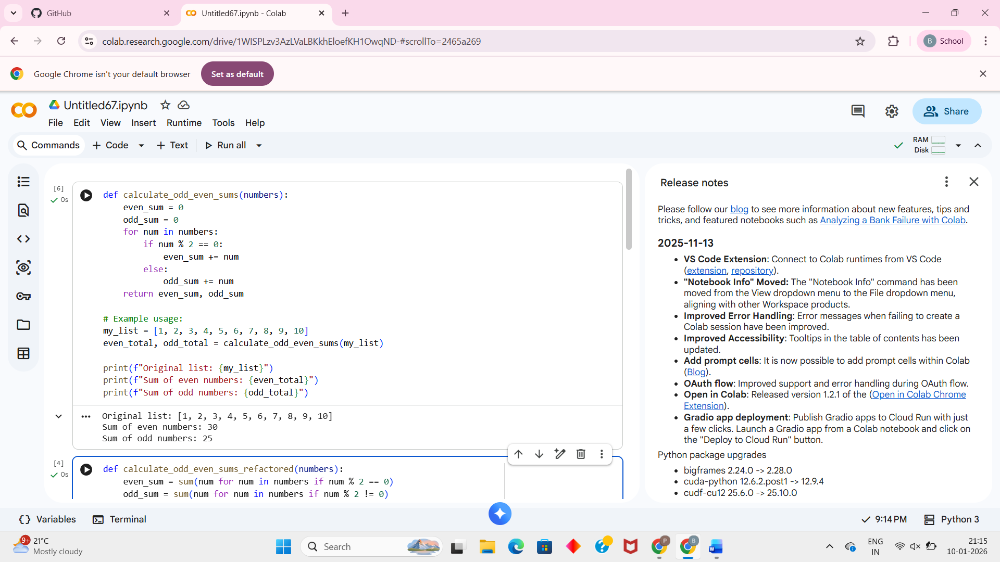 GitHub
Untitled67.ipynb - Colab
colab.research.google.com/drive/1WlSPLzv3AzLVaLBKkhEloefKH1OwqND-#scrollTo=2465a269
B School
Google Chrome isn't your default browser
Set as default
Untitled67.ipynb
File Edit View Insert Runtime Tools Help
Share
Commands + Code + Text Run all
RAM
Disk
[6]
0s
def calculate_odd_even_sums(numbers):
    even_sum = 0
    odd_sum = 0
    for num in numbers:
        if num % 2 == 0:
            even_sum += num
        else:
            odd_sum += num
    return even_sum, odd_sum
# Example usage:
my_list = [1, 2, 3, 4, 5, 6, 7, 8, 9, 10]
even_total, odd_total = calculate_odd_even_sums(my_list)
print(f"Original list: {my_list}")
print(f"Sum of even numbers: {even_total}")
print(f"Sum of odd numbers: {odd_total}")
Original list: [1, 2, 3, 4, 5, 6, 7, 8, 9, 10]
Sum of even numbers: 30
Sum of odd numbers: 25
[4]
0s
def calculate_odd_even_sums_refactored(numbers):
    even_sum = sum(num for num in numbers if num % 2 == 0)
    odd_sum = sum(num for num in numbers if num % 2 != 0)
Release notes
Please follow our blog to see more information about new features, tips and
tricks, and featured notebooks such as Analyzing a Bank Failure with Colab.
2025-11-13
• VS Code Extension: Connect to Colab runtimes from VS Code
(extension, repository).
• "Notebook Info" Moved: The "Notebook Info" command has been
moved from the View dropdown menu to the File dropdown menu,
aligning with other Workspace products.
• Improved Error Handling: Error messages when failing to create a
Colab session have been improved.
• Improved Accessibility: Tooltips in the table of contents has been
updated.
• Add prompt cells: It is now possible to add prompt cells within Colab
(Blog).
• OAuth flow: Improved support and error handling during OAuth flow.
• Open in Colab: Released version 1.2.1 of the (Open in Colab Chrome
Extension).
• Gradio app deployment: Publish Gradio apps to Cloud Run with just
a few clicks. Launch a Gradio app from a Colab notebook and click on
the "Deploy to Cloud Run" button.
Python package upgrades
• bigframes 2.24.0 -> 2.28.0
• cuda-python 12.6.2.post1 -> 12.9.4
• cudf-cu12 25.6.0 -> 25.10.0
Variables Terminal
9:14 PM Python 3
9+
21°C
Mostly cloudy
Search
P
B
W
ENG
IN
21:15
10-01-2026